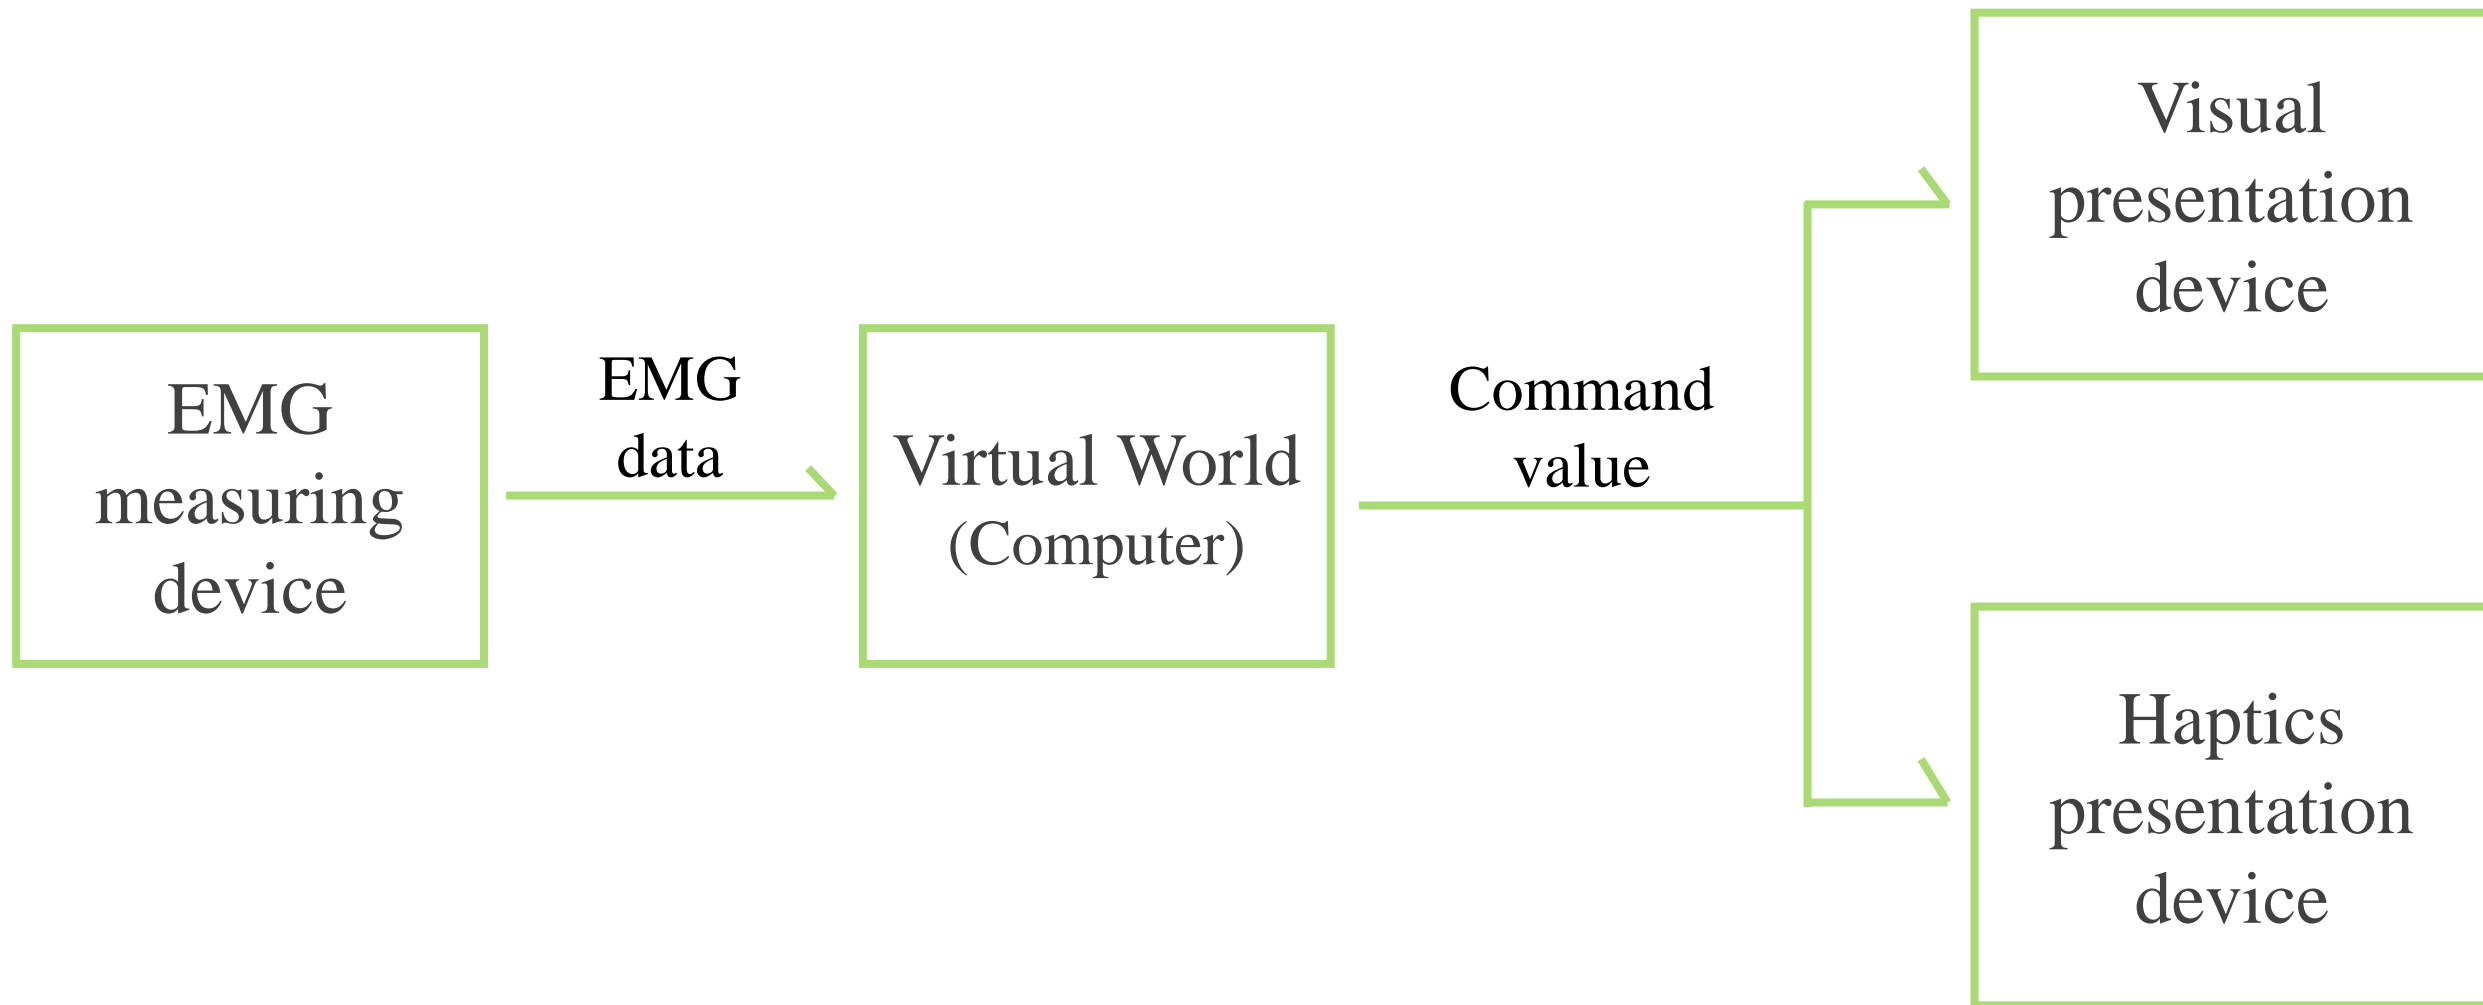 EMG
measuring
device
EMG
data
Virtual World
(Computer)
Command
value
Visual
presentation
device
Haptics
presentation
device